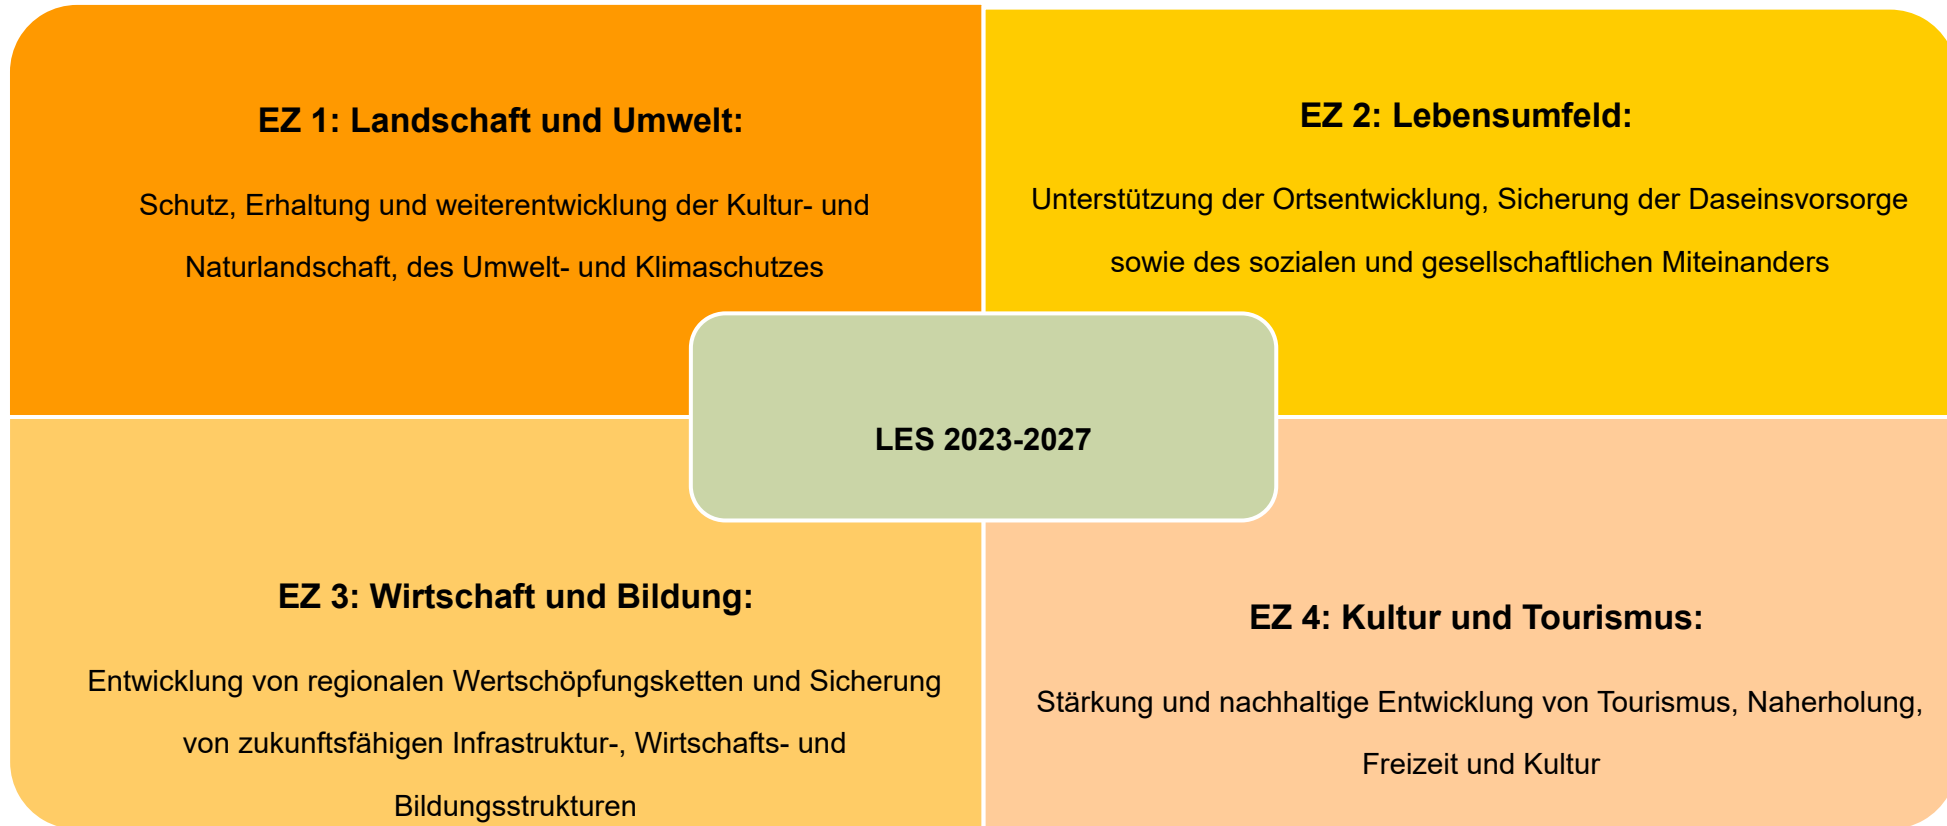 EZ 1: Landschaft und Umwelt:
Schutz, Erhaltung und weiterentwicklung der Kultur- und
Naturlandschaft, des Umwelt- und Klimaschutzes
EZ 2: Lebensumfeld:
Unterstützung der Ortsentwicklung, Sicherung der Daseinsvorsorge
sowie des sozialen und gesellschaftlichen Miteinanders
LES 2023-2027
EZ 3: Wirtschaft und Bildung:
Entwicklung von regionalen Wertschöpfungsketten und Sicherung
von zukunftsfähigen Infrastruktur-, Wirtschafts- und
Bildungsstrukturen
EZ 4: Kultur und Tourismus:
Stärkung und nachhaltige Entwicklung von Tourismus, Naherholung,
Freizeit und Kultur